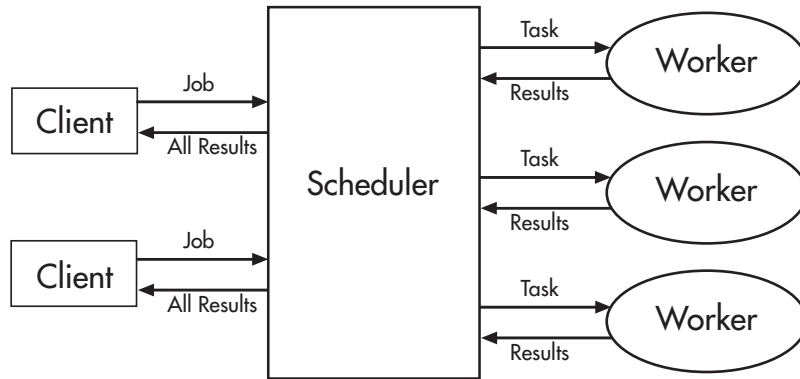 Job
Client
All Results
Job
Client
All Results
Scheduler
Task
Worker
Results
Task
Worker
Results
Task
Worker
Results